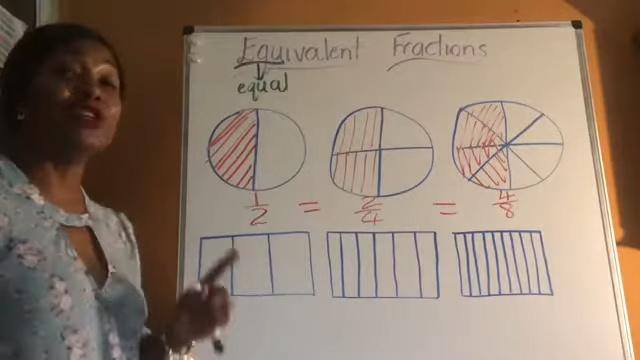 Equivalent Fractions
equal
1/2 = 2/4 = 4/8